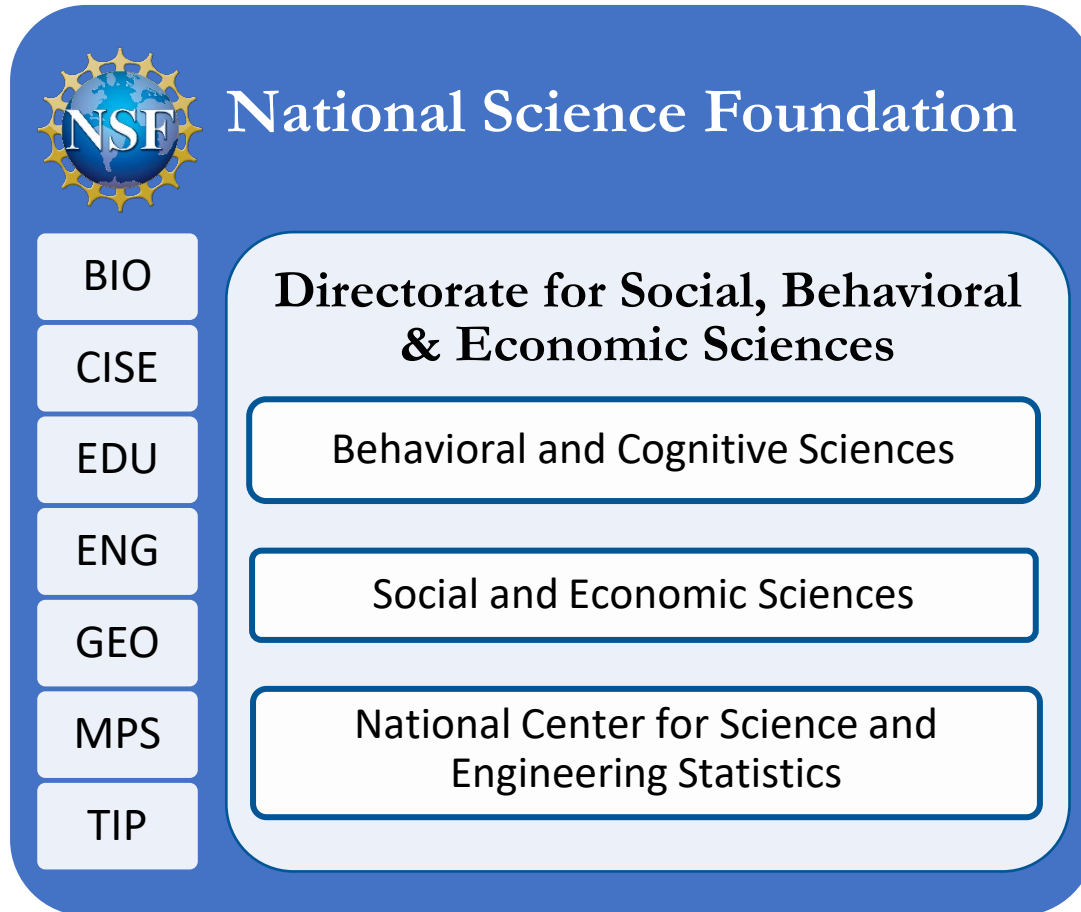 NSF
National Science Foundation
BIO
CISE
EDU
ENG
GEO
MPS
TIP
Directorate for Social, Behavioral
& Economic Sciences
Behavioral and Cognitive Sciences
Social and Economic Sciences
National Center for Science and
Engineering Statistics